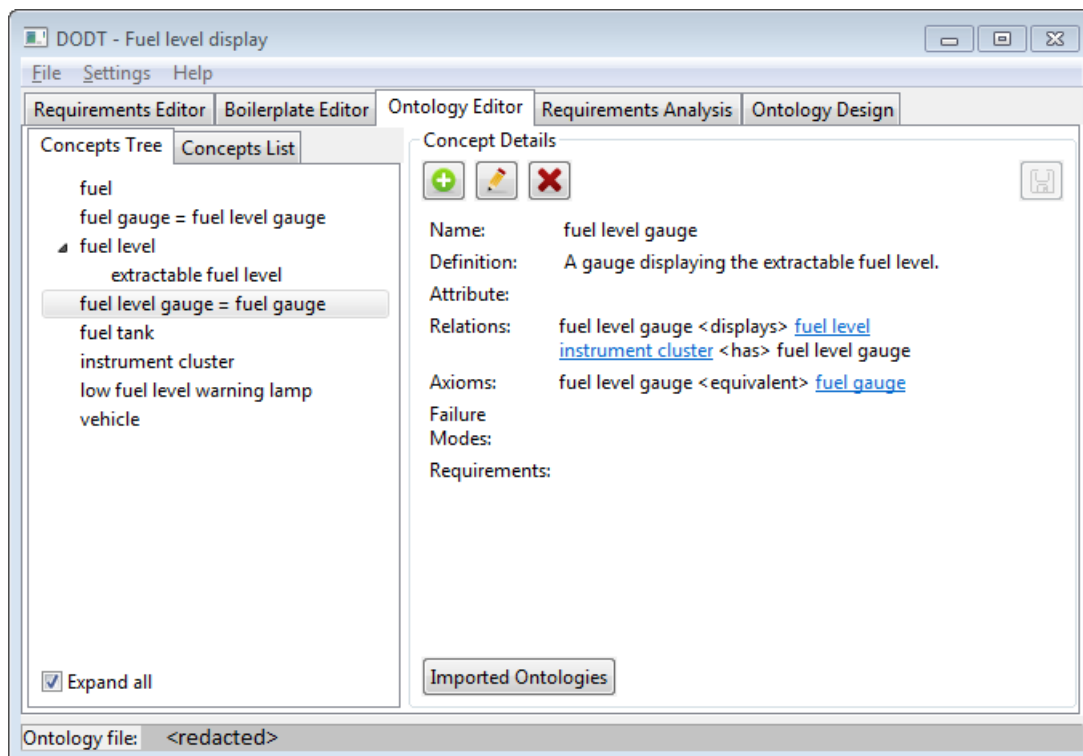 DODT - Fuel level display
File Settings Help
Requirements Editor Boilerplate Editor Ontology Editor Requirements Analysis Ontology Design
Concepts Tree Concepts List
fuel
fuel gauge = fuel level gauge
fuel level
extractable fuel level
fuel level gauge = fuel gauge
fuel tank
instrument cluster
low fuel level warning lamp
vehicle
Expand all
Concept Details
Name: fuel level gauge
Definition: A gauge displaying the extractable fuel level.
Attribute:
Relations: fuel level gauge <displays> fuel level
instrument cluster <has> fuel level gauge
Axioms: fuel level gauge <equivalent> fuel gauge
Failure
Modes:
Requirements:
Imported Ontologies
Ontology file: <redacted>